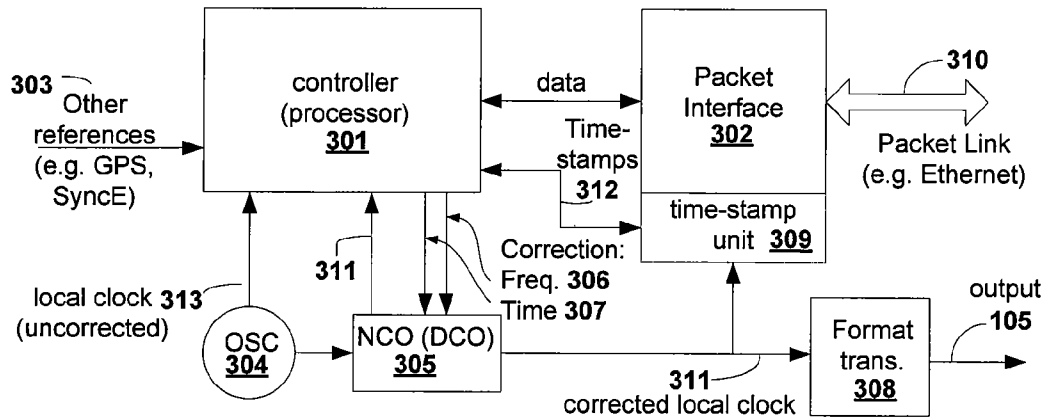 303
Other
references
(e.g. GPS,
SyncE)
controller
(processor)
301
data
Packet
Interface
302
310
Packet Link
(e.g. Ethernet)
Time-
stamps
312
time-stamp
unit 309
311
Correction:
Freq. 306
Time 307
local clock 313
(uncorrected)
OSC
304
NCO (DCO)
305
311
corrected local clock
Format
trans.
308
output
105